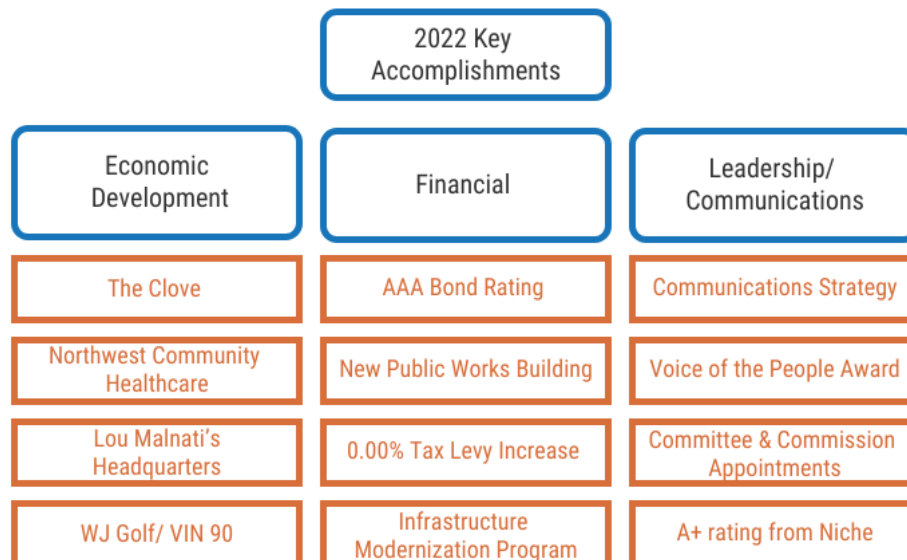 2022 Key
Accomplishments
Economic
Development
Financial
Leadership/
Communications
The Clove
AAA Bond Rating
Communications Strategy
Northwest Community
Healthcare
New Public Works Building
Voice of the People Award
Lou Malnati’s
Headquarters
0.00% Tax Levy Increase
Committee & Commission
Appointments
WJ Golf/ VIN 90
Infrastructure
Modernization Program
A+ rating from Niche